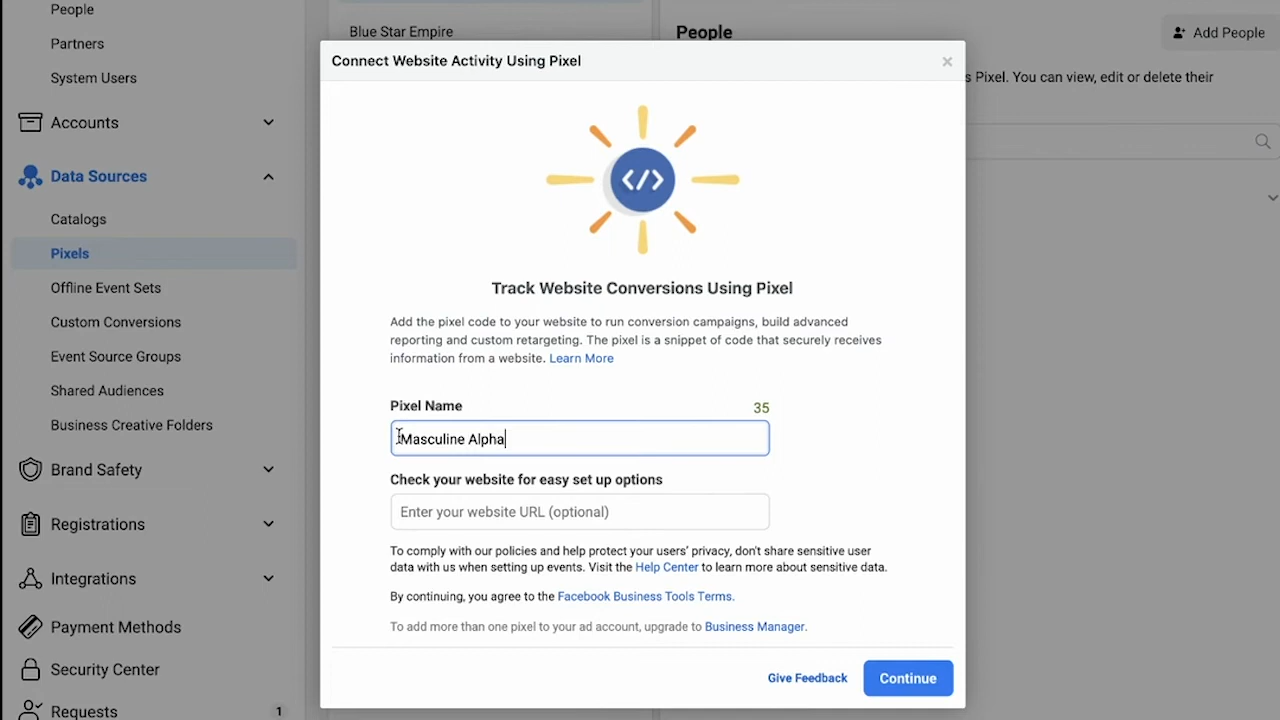 People
Partners
System Users
Accounts
Data Sources
Catalogs
Pixels
Offline Event Sets
Custom Conversions
Event Source Groups
Shared Audiences
Business Creative Folders
Brand Safety
Registrations
Integrations
Payment Methods
Security Center
Requests 1
Blue Star Empire
People
Add People
s Pixel. You can view, edit or delete their
Connect Website Activity Using Pixel
</>
Track Website Conversions Using Pixel
Add the pixel code to your website to run conversion campaigns, build advanced
reporting and custom retargeting. The pixel is a snippet of code that securely receives
information from a website. Learn More
Pixel Name 35
Masculine Alpha
Check your website for easy set up options
Enter your website URL (optional)
To comply with our policies and help protect your users' privacy, don't share sensitive user
data with us when setting up events. Visit the Help Center to learn more about sensitive data.
By continuing, you agree to the Facebook Business Tools Terms.
To add more than one pixel to your ad account, upgrade to Business Manager.
Give Feedback
Continue